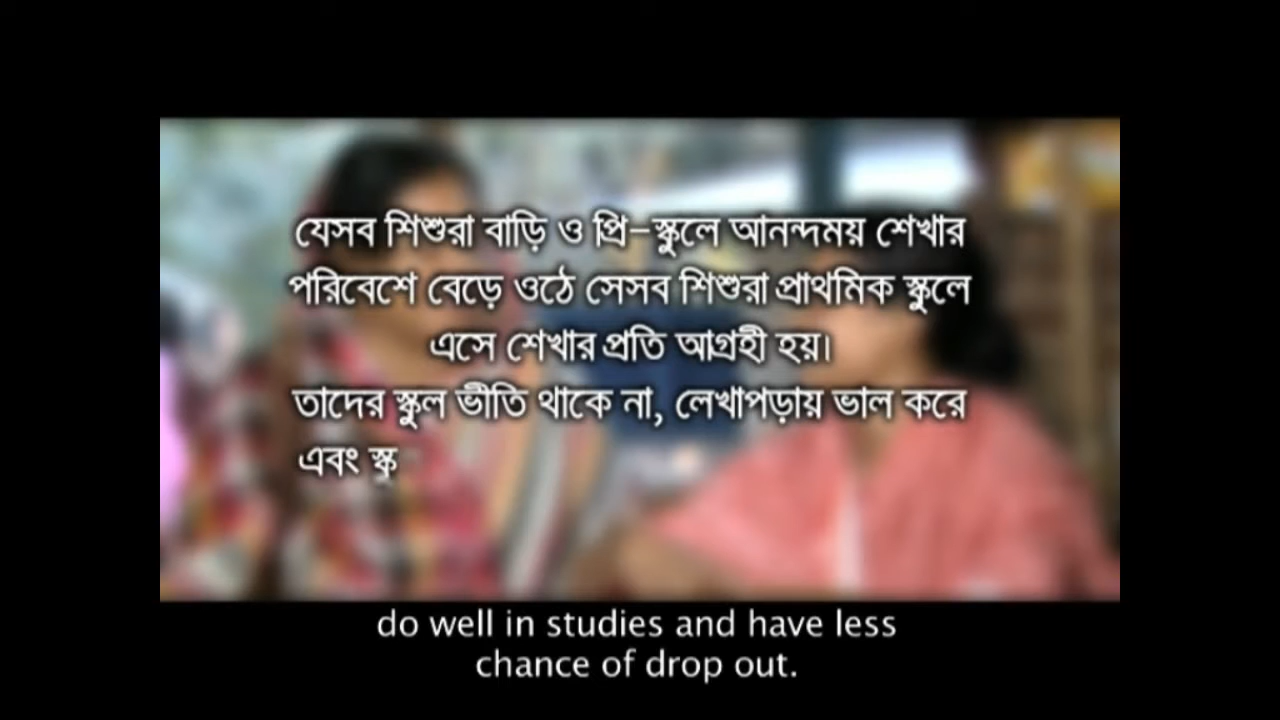 যেসব শিশুরা বাড়ি ও প্রি-স্কুলে আনন্দময় শেখার
পরিবেশে বেড়ে ওঠে সেসব শিশুরা প্রাথমিক স্কুলে
এসে শেখার প্রতি আগ্রহী হয়।
তাদের স্কুল ভীতি থাকে না, লেখাপড়ায় ভাল করে
এবং স্কু
do well in studies and have less
chance of drop out.